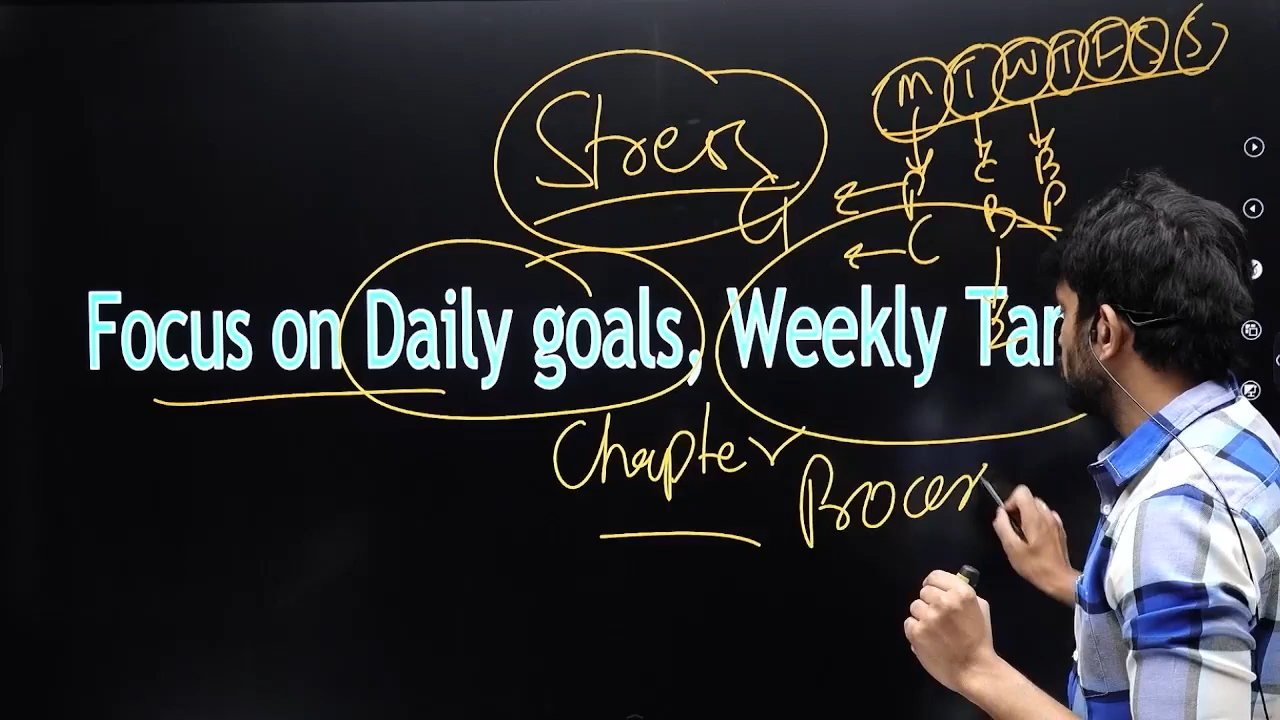 M T W T F S S
Stress
P C B
C B P
Focus on Daily goals, Weekly Tar
Chapter
Process